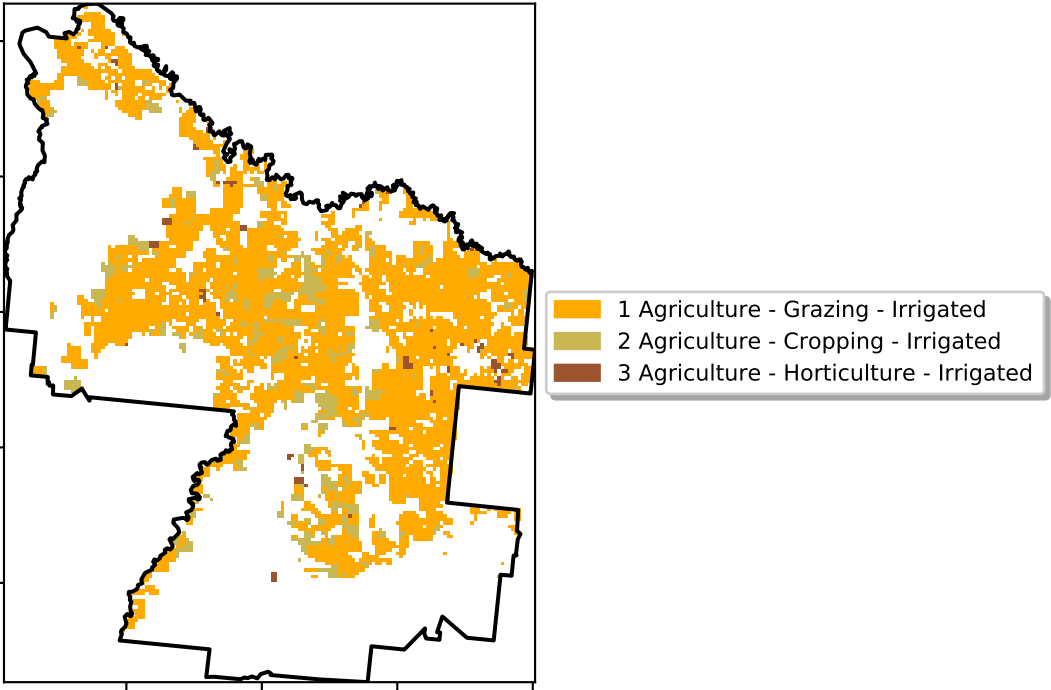 1 Agriculture - Grazing - Irrigated
2 Agriculture - Cropping - Irrigated
3 Agriculture - Horticulture - Irrigated